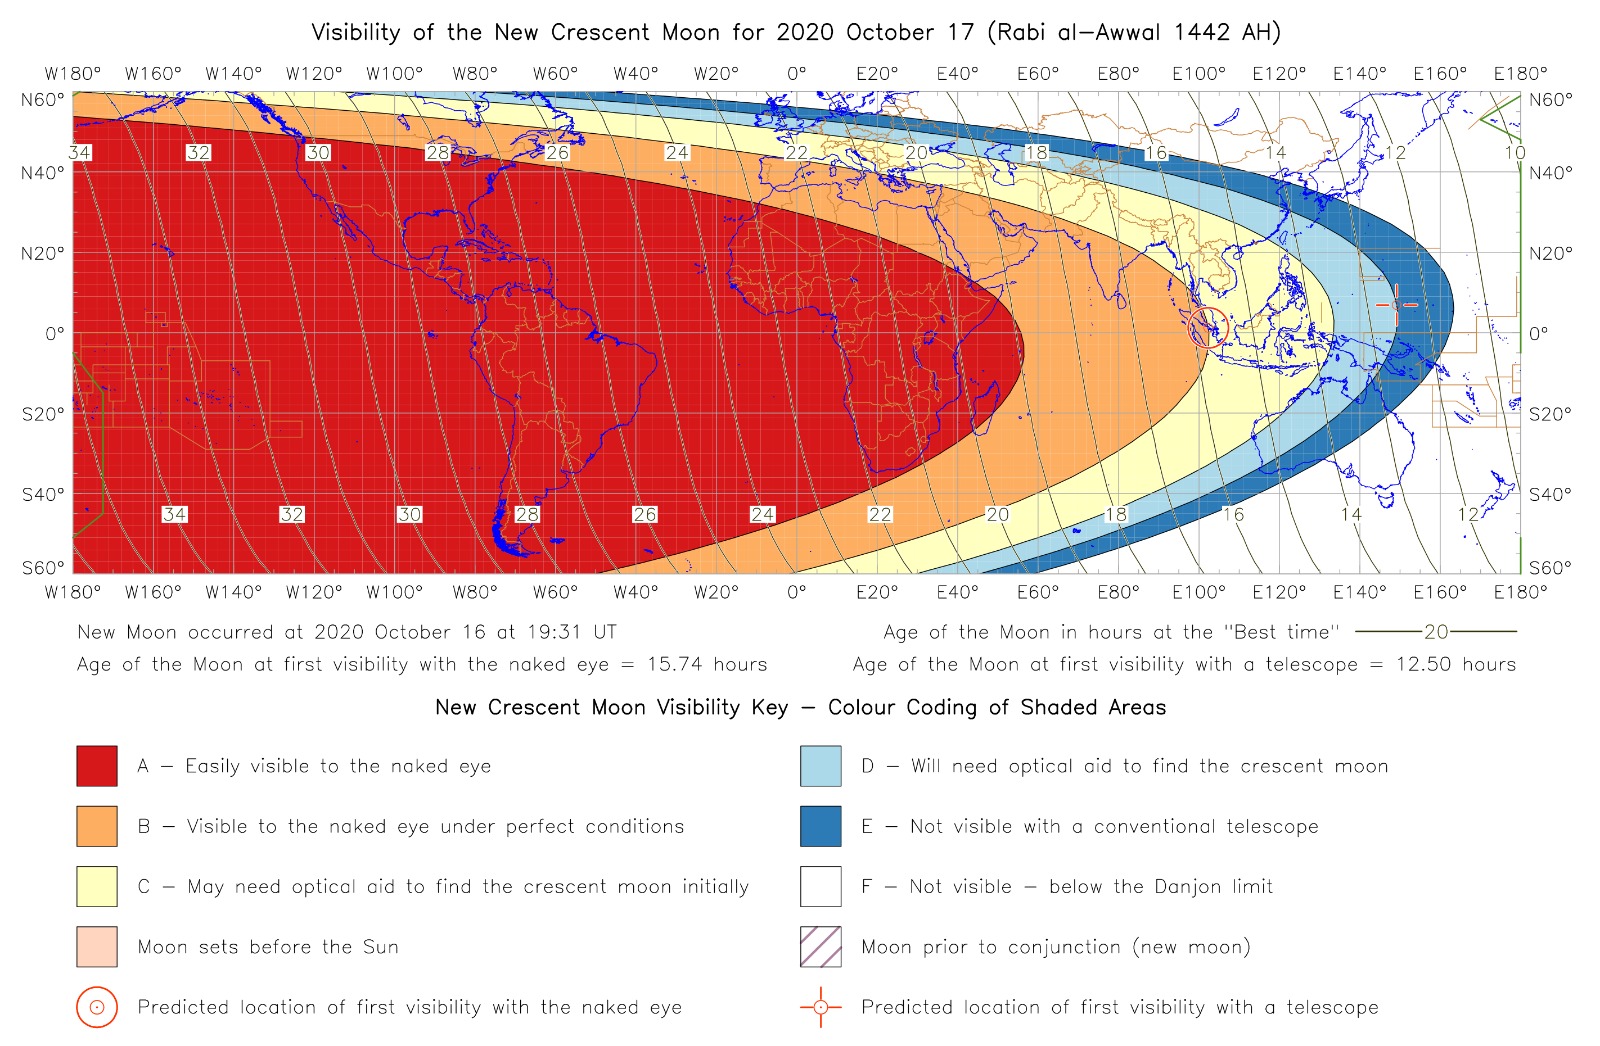 Visibility of the New Crescent Moon for 2020 October 17 (Rabi al-Awwal 1442 AH)
W180° W160° W140° W120° W100° W80° W60° W40° W20° 0° E20° E40° E60° E80° E100° E120° E140° E160° E180°
N60° N60°
34 32 30 28 26 24 22 20 18 16 14 12 10
N40° N40°
N20° N20°
0° 0°
S20° S20°
S40° S40°
34 32 30 28 26 24 22 20 18 16 14 12
S60° S60°
W180° W160° W140° W120° W100° W80° W60° W40° W20° 0° E20° E40° E60° E80° E100° E120° E140° E160° E180°
New Moon occurred at 2020 October 16 at 19:31 UT
Age of the Moon in hours at the "Best time" 20
Age of the Moon at first visibility with the naked eye = 15.74 hours
Age of the Moon at first visibility with a telescope = 12.50 hours
New Crescent Moon Visibility Key – Colour Coding of Shaded Areas
A – Easily visible to the naked eye
D – Will need optical aid to find the crescent moon
B – Visible to the naked eye under perfect conditions
E – Not visible with a conventional telescope
C – May need optical aid to find the crescent moon initially
F – Not visible – below the Danjon limit
Moon sets before the Sun
Moon prior to conjunction (new moon)
Predicted location of first visibility with the naked eye
Predicted location of first visibility with a telescope